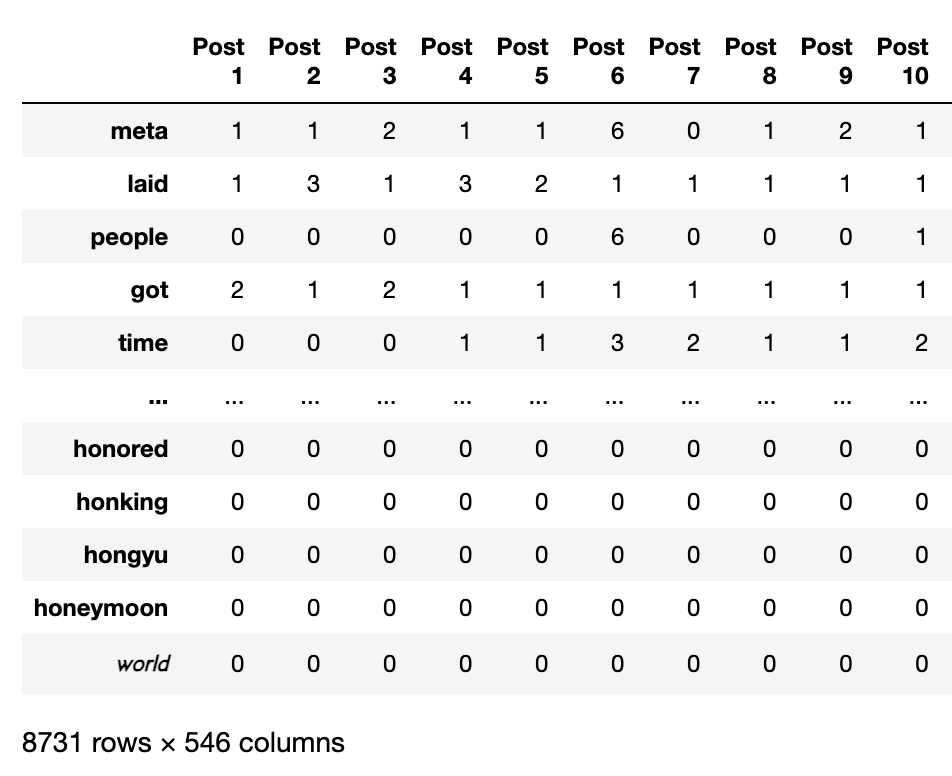 Post 1 Post 2 Post 3 Post 4 Post 5 Post 6 Post 7 Post 8 Post 9 Post 10
meta 1 1 2 1 1 6 0 1 2 1
laid 1 3 1 3 2 1 1 1 1 1
people 0 0 0 0 0 6 0 0 0 1
got 2 1 2 1 1 1 1 1 1 1
time 0 0 0 1 1 3 2 1 1 2
... ... ... ... ... ... ... ... ... ... ...
honored 0 0 0 0 0 0 0 0 0 0
honking 0 0 0 0 0 0 0 0 0 0
hongyu 0 0 0 0 0 0 0 0 0 0
honeymoon 0 0 0 0 0 0 0 0 0 0
world 0 0 0 0 0 0 0 0 0 0
8731 rows × 546 columns